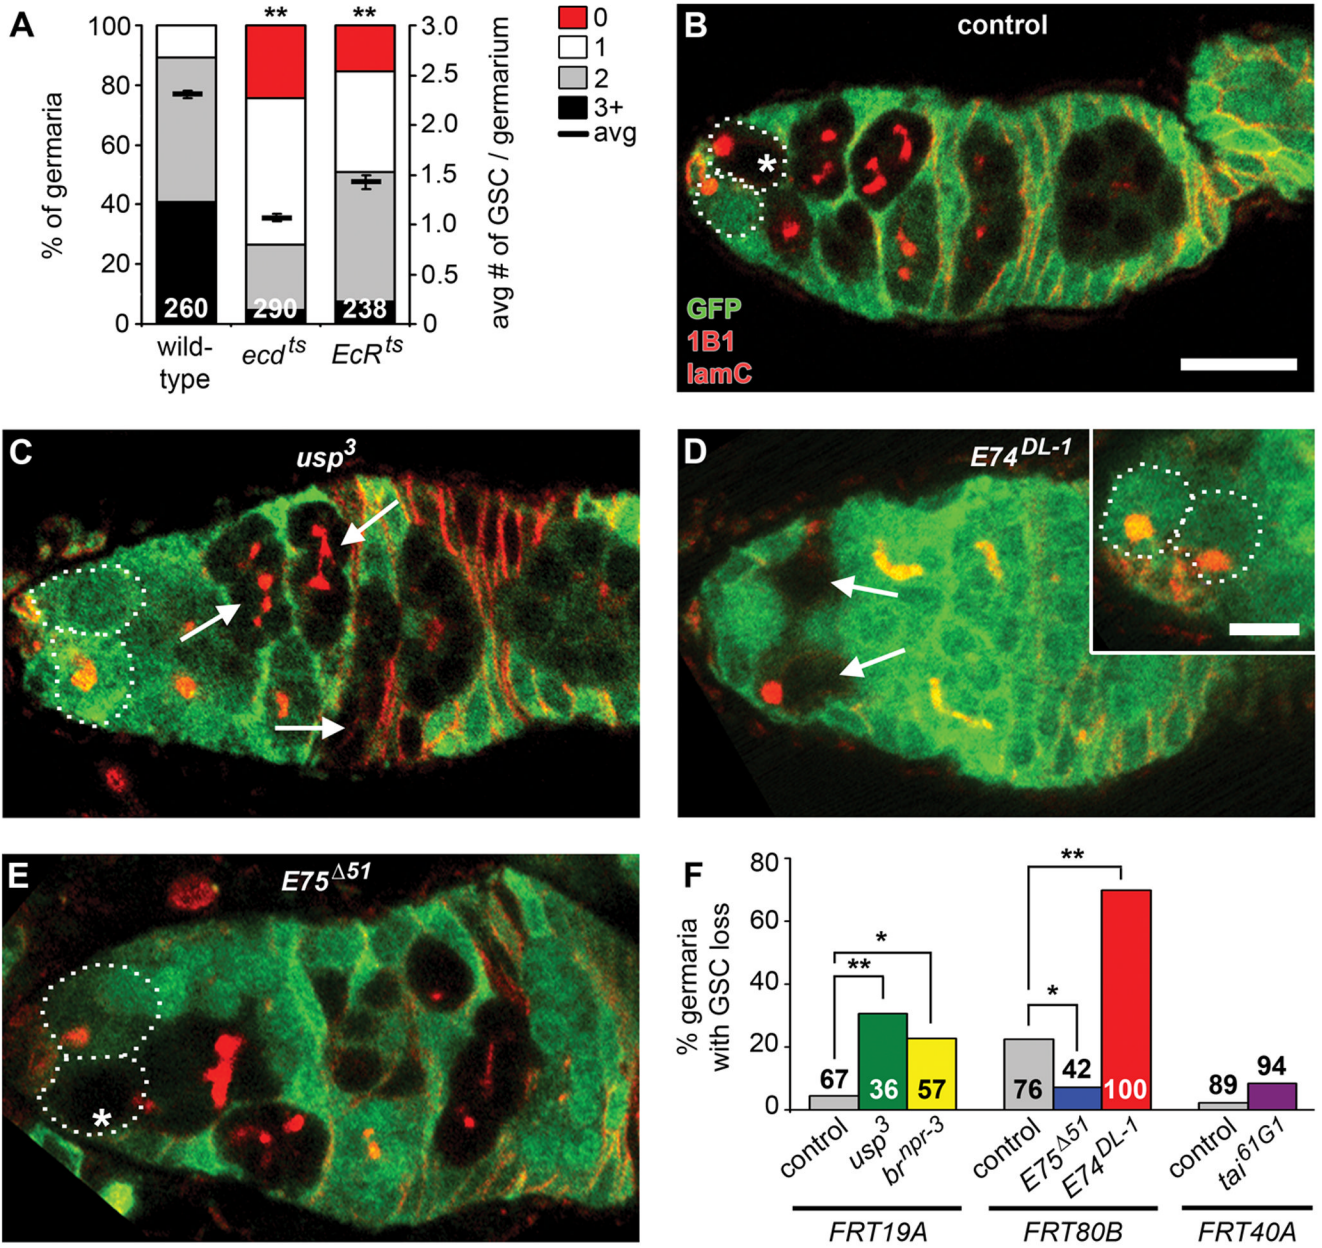 A
% of germaria
100
80
60
40
20
0
**
**
260
290
238
wild-
type
ecd ts
EcR ts
3.0
2.5
2.0
1.5
1.0
0.5
0
avg # of GSC / germarium
0
1
2
3+
avg
B
control
*
GFP
1B1
lamC
C
usp3
D
E74 DL-1
E
E75 Δ51
*
F
% germaria
with GSC loss
80
60
40
20
0
**
*
67
36
57
**
*
76
42
100
89
94
control
usp3
br npr-3
control
E75 Δ51
E74 DL-1
control
tai 61G1
FRT19A
FRT80B
FRT40A